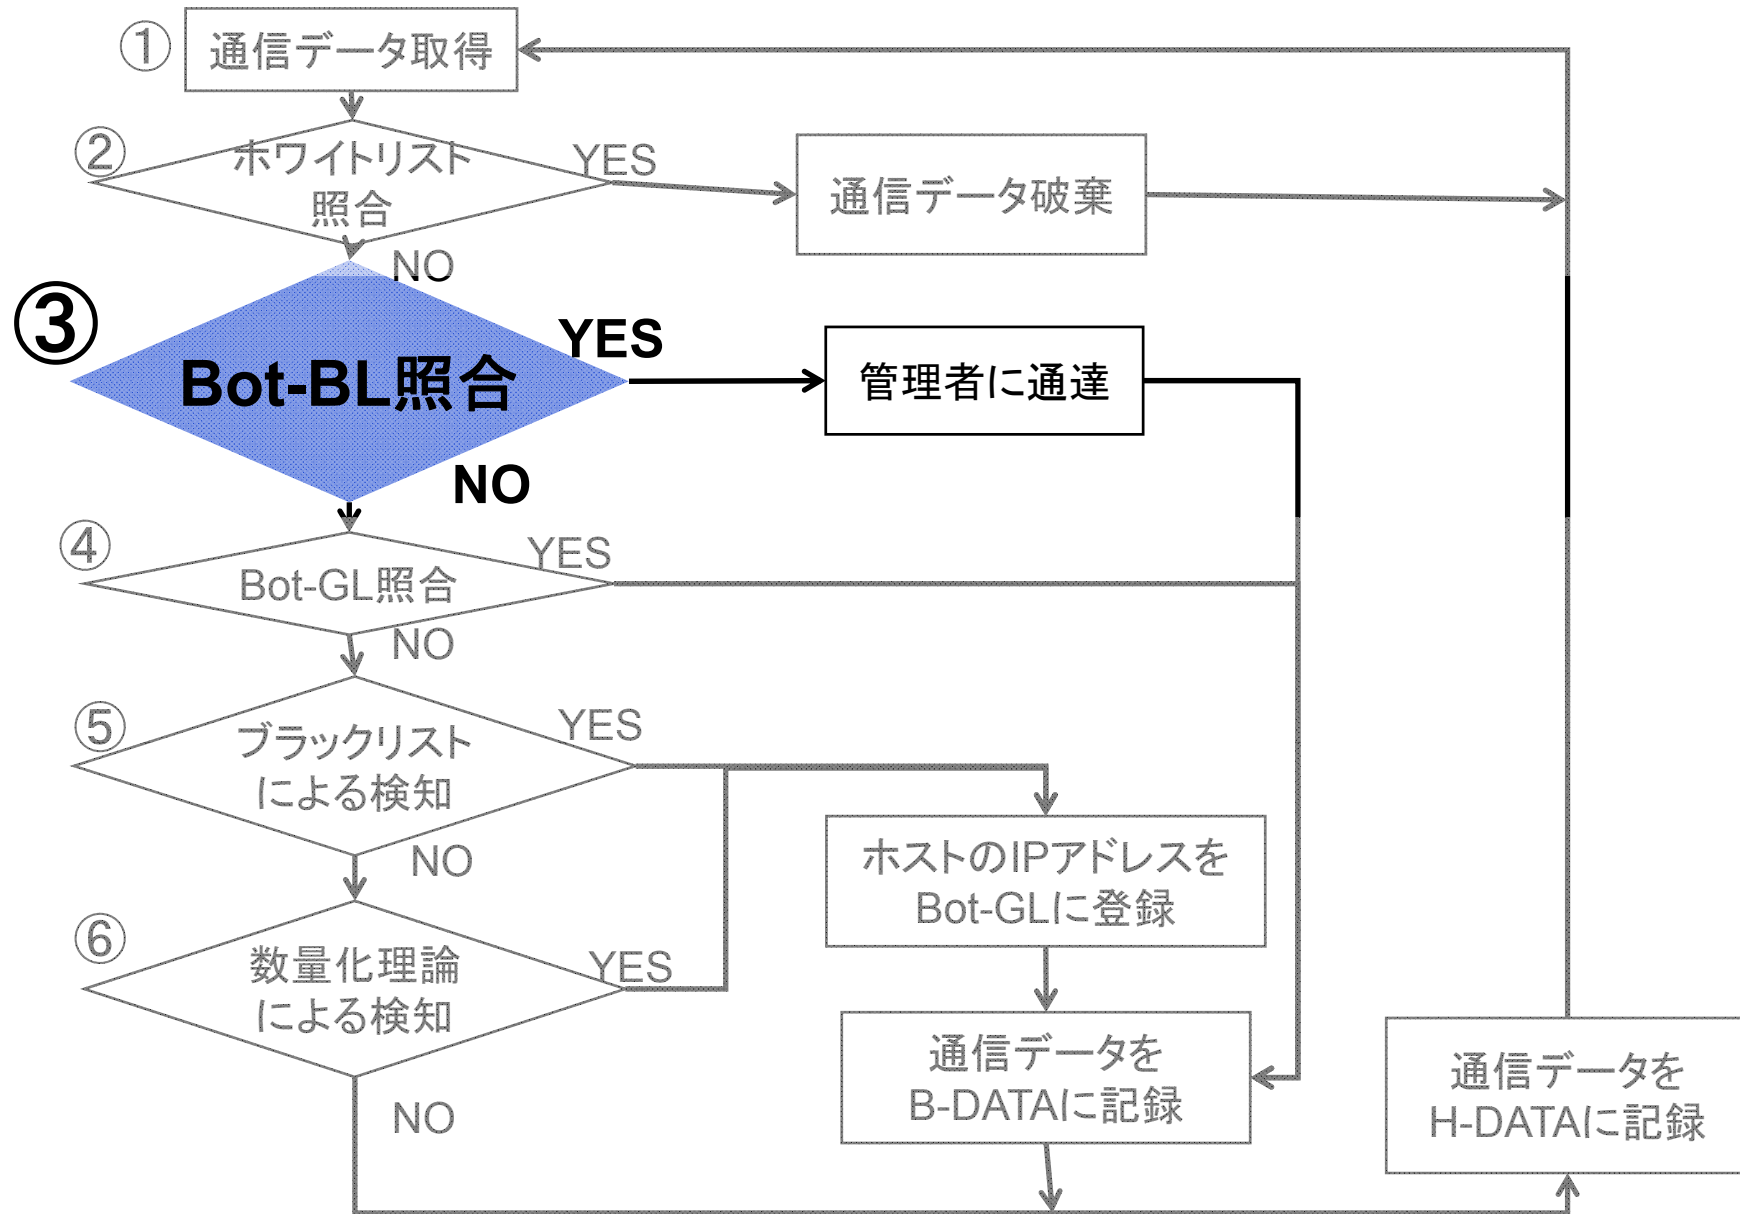 ①
通信データ取得
②
ホワイトリスト
照合
YES
通信データ破棄
NO
③
Bot-BL照合
YES
管理者に通達
NO
④
Bot-GL照合
YES
NO
⑤
ブラックリスト
による検知
YES
NO
ホストのIPアドレスを
Bot-GLに登録
⑥
数量化理論
による検知
YES
NO
通信データを
B-DATAに記録
通信データを
H-DATAに記録